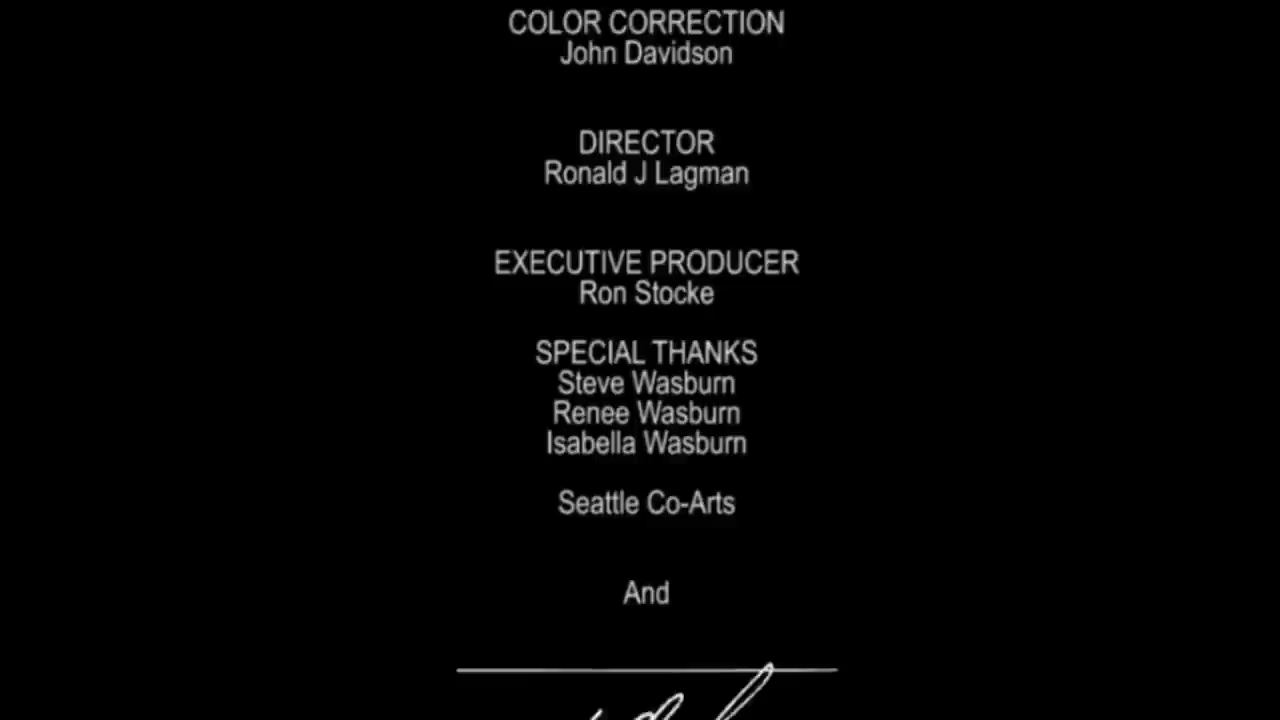 COLOR CORRECTION
John Davidson
DIRECTOR
Ronald J Lagman
EXECUTIVE PRODUCER
Ron Stocke
SPECIAL THANKS
Steve Wasburn
Renee Wasburn
Isabella Wasburn
Seattle Co-Arts
And